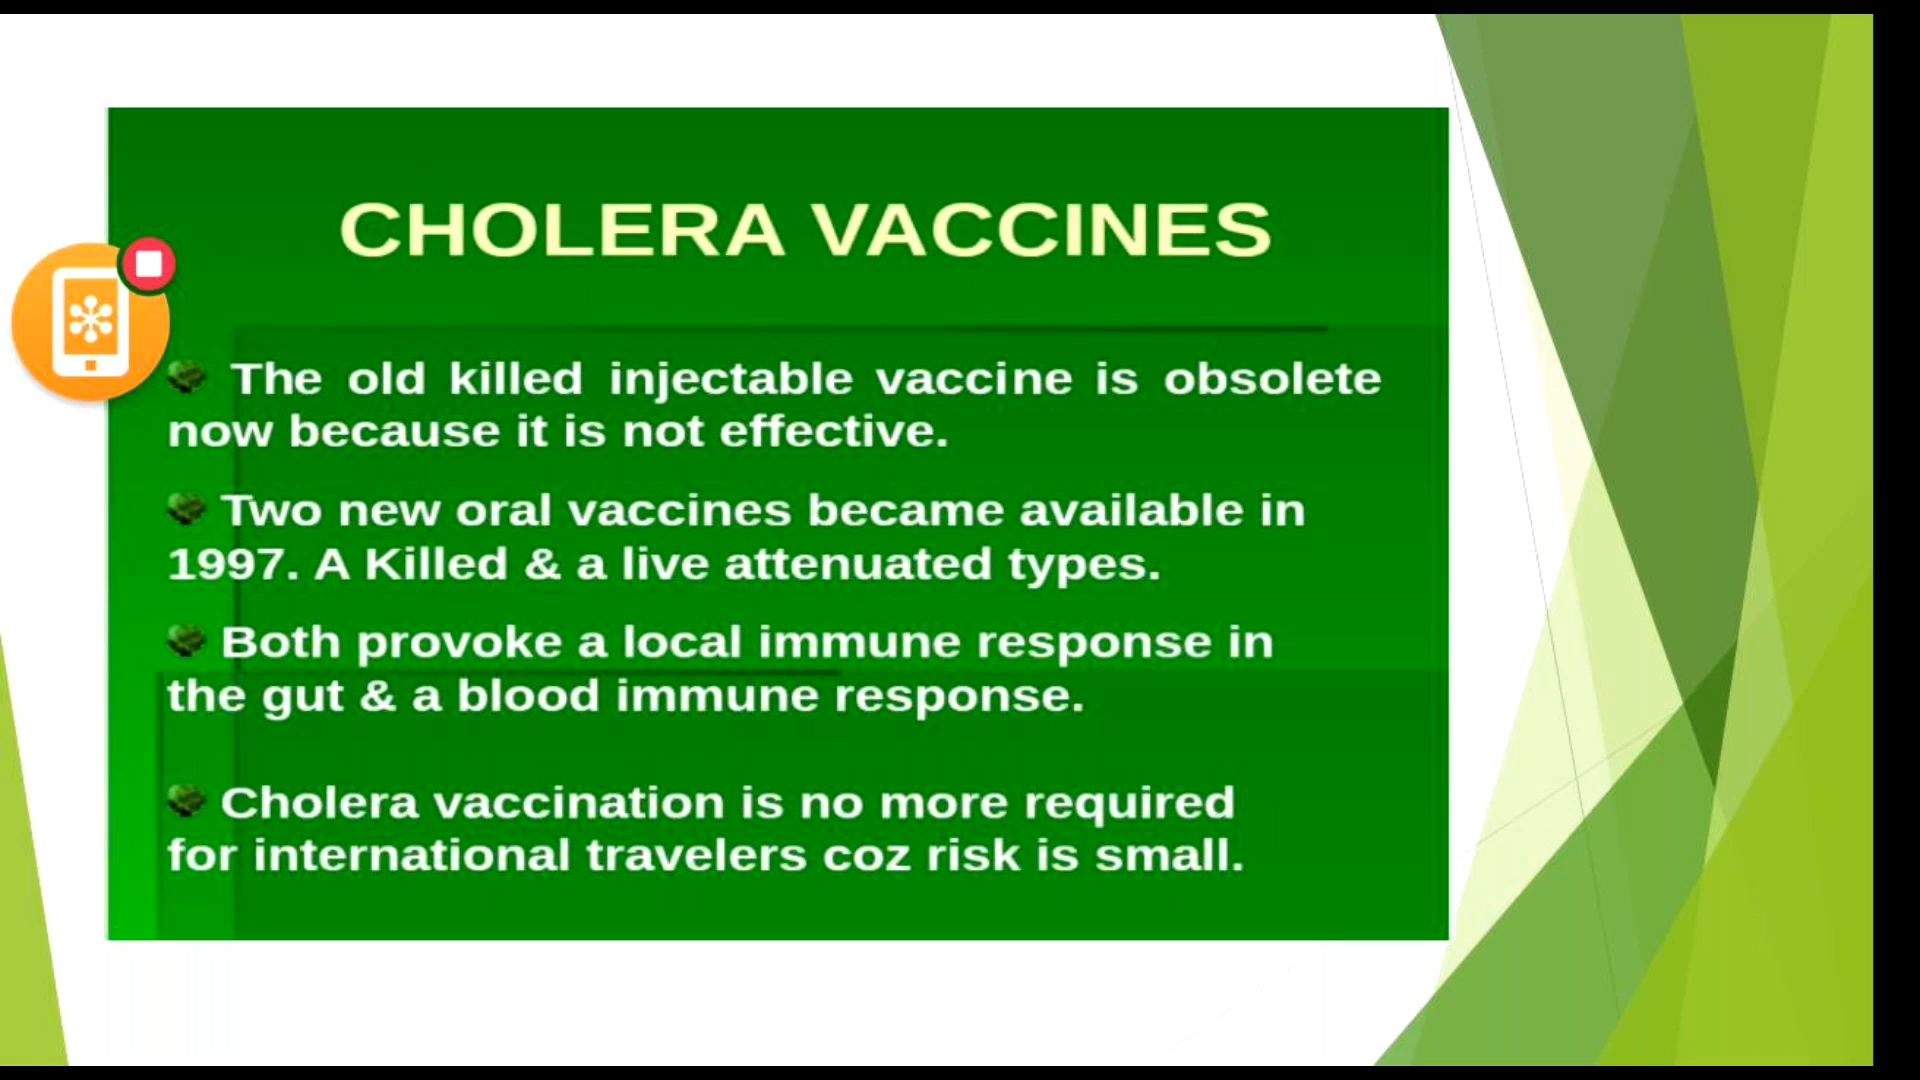 CHOLERA VACCINES
The old killed injectable vaccine is obsolete
now because it is not effective.
Two new oral vaccines became available in
1997. A Killed & a live attenuated types.
Both provoke a local immune response in
the gut & a blood immune response.
Cholera vaccination is no more required
for international travelers coz risk is small.